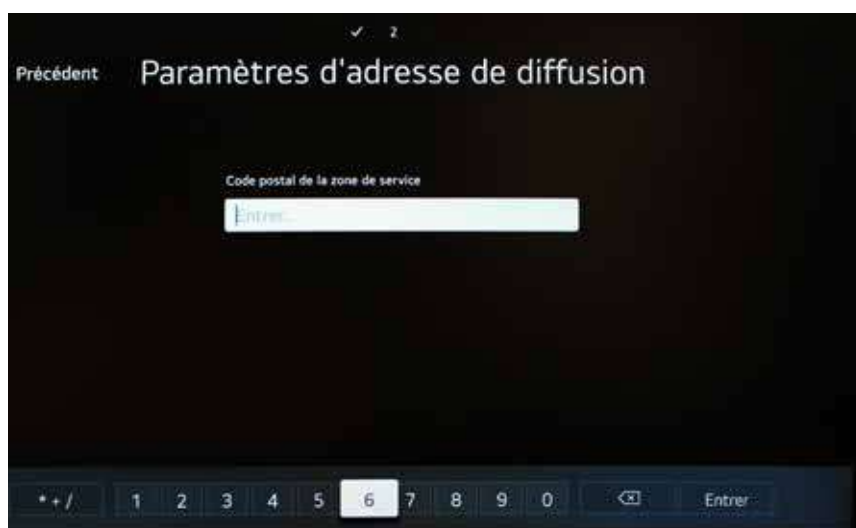 ✓ 2
Précédent
Paramètres d'adresse de diffusion
Code postal de la zone de service
Entrer...
* + /
1 2 3 4 5 6 7 8 9 0
Entrer